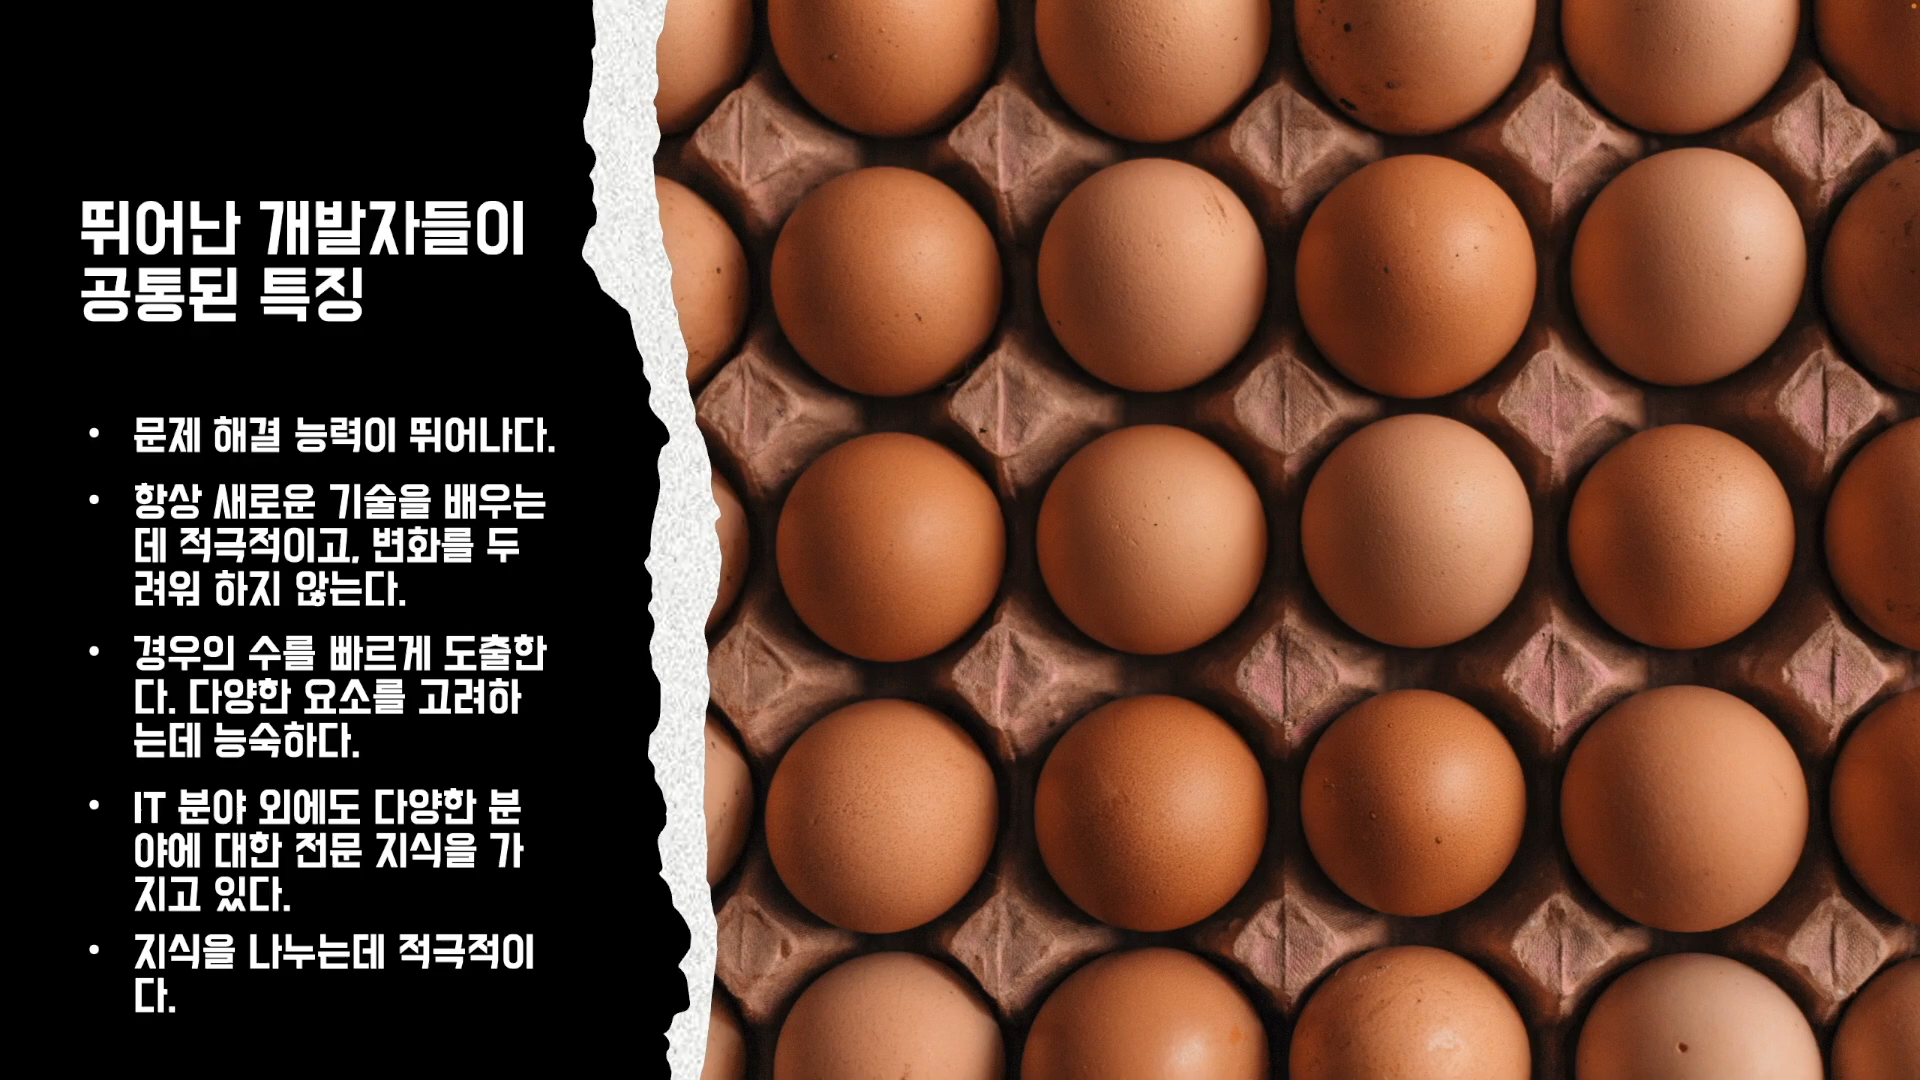 뛰어난 개발자들이
공통된 특징
• 문제 해결 능력이 뛰어나다.
• 항상 새로운 기술을 배우는
데 적극적이고, 변화를 두
려워 하지 않는다.
• 경우의 수를 빠르게 도출한
다. 다양한 요소를 고려하
는데 능숙하다.
• IT 분야 외에도 다양한 분
야에 대한 전문 지식을 가
지고 있다.
• 지식을 나누는데 적극적이
다.